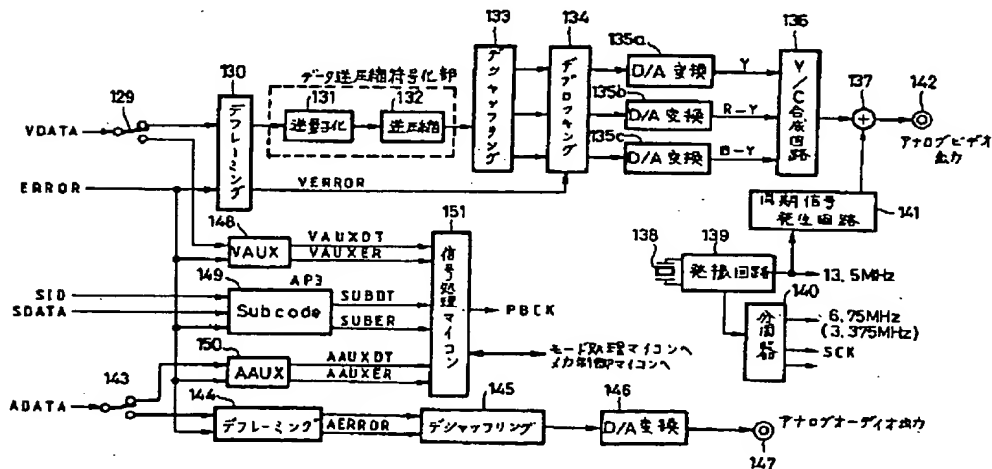 133
134
135a
136
130
データ逆圧縮符号化部
131
132
135b
135c
137
142
129
VDATA
デフレーミング
逆量子化
逆圧縮
デシャッフリング
デブロッキング
D/A 変換
Y
D/A 変換
R-Y
D/A 変換
B-Y
Y/C合成回路
アナログビデオ出力
ERROR
VERROR
同期信号発生回路
141
148
VAUX
VAUXDT
VAUXER
151
信号処理マイコン
138
139
発振回路
13.5MHz
140
149
AP3
SID
SDATA
Subcode
SUBDT
SUBER
PBCK
分周器
6.75MHz
(3.375MHz)
SCK
150
AAUX
AAUXDT
AAUXER
モード処理マイコンへ
メカ制御マイコンへ
143
ADATA
144
デフレーミング
AERROR
145
デシャッフリング
146
D/A 変換
アナログオーディオ出力
147